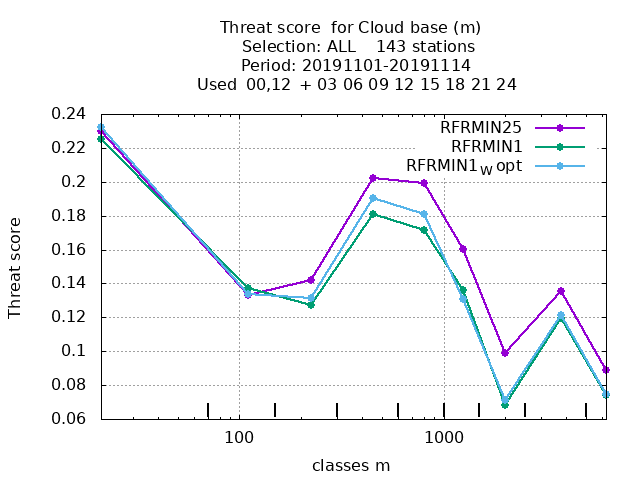 Threat score  for Cloud base (m)
Selection: ALL    143 stations
Period: 20191101-20191114
Used  00,12  + 03 06 09 12 15 18 21 24
RFRMIN25
RFRMIN1
RFRMIN1W opt
Threat score
0.24
0.22
0.2
0.18
0.16
0.14
0.12
0.1
0.08
0.06
100
1000
classes m